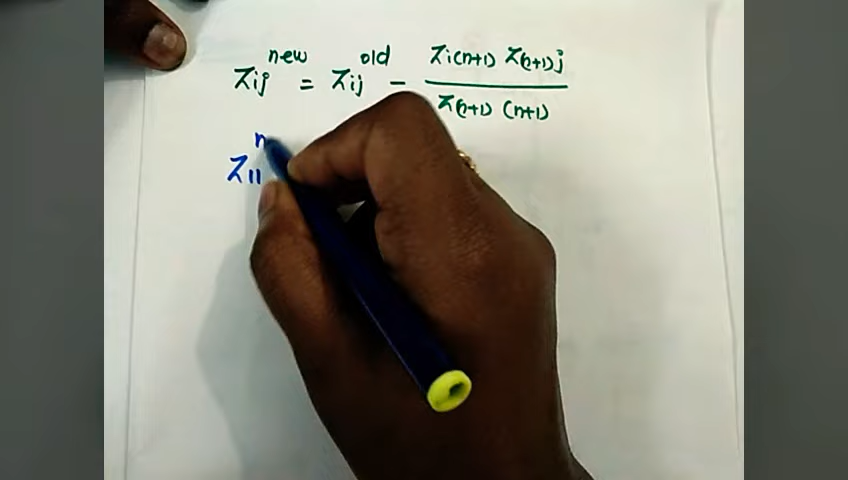 Zij^new = Zij^old - Zi(n+1) Z(n+1)j / Z(n+1) (n+1)
Z11^n